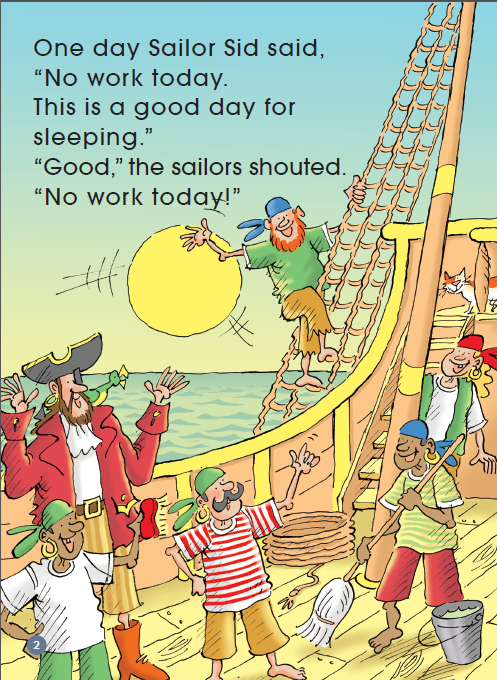 One day Sailor Sid said,
“No work today.
This is a good day for
sleeping.”
“Good,” the sailors shouted.
“No work today!”
2